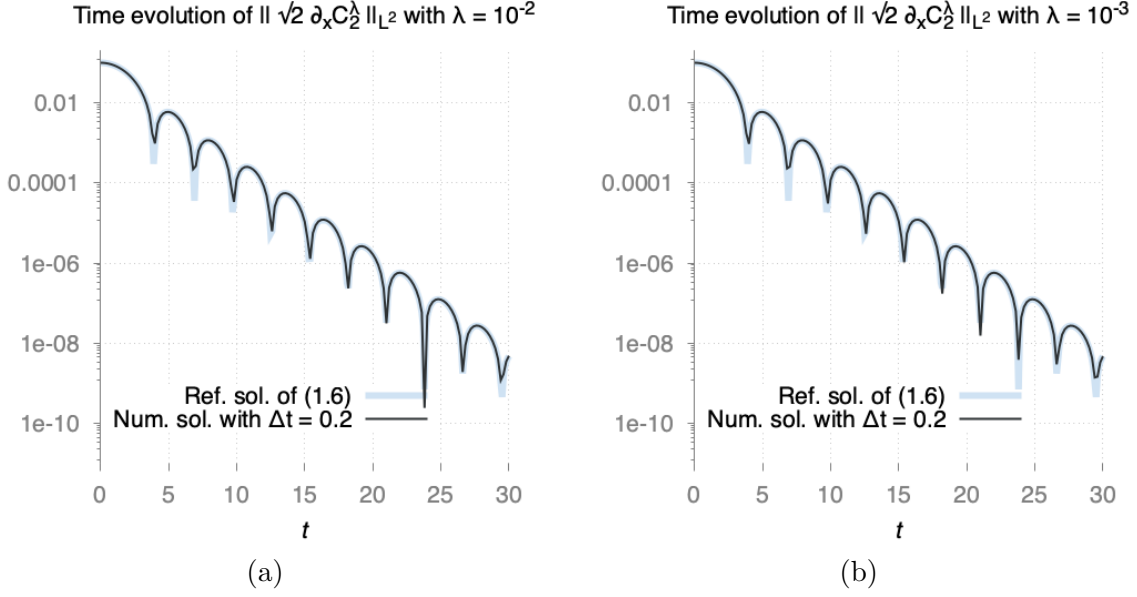 Time evolution of || √2 ∂ₓC₂^λ ||_L² with λ = 10⁻²
0.01
0.0001
1e-06
1e-08
1e-10
Ref. sol. of (1.6)
Num. sol. with Δt = 0.2
0 5 10 15 20 25 30
t
(a)
Time evolution of || √2 ∂ₓC₂^λ ||_L² with λ = 10⁻³
0.01
0.0001
1e-06
1e-08
1e-10
Ref. sol. of (1.6)
Num. sol. with Δt = 0.2
0 5 10 15 20 25 30
t
(b)